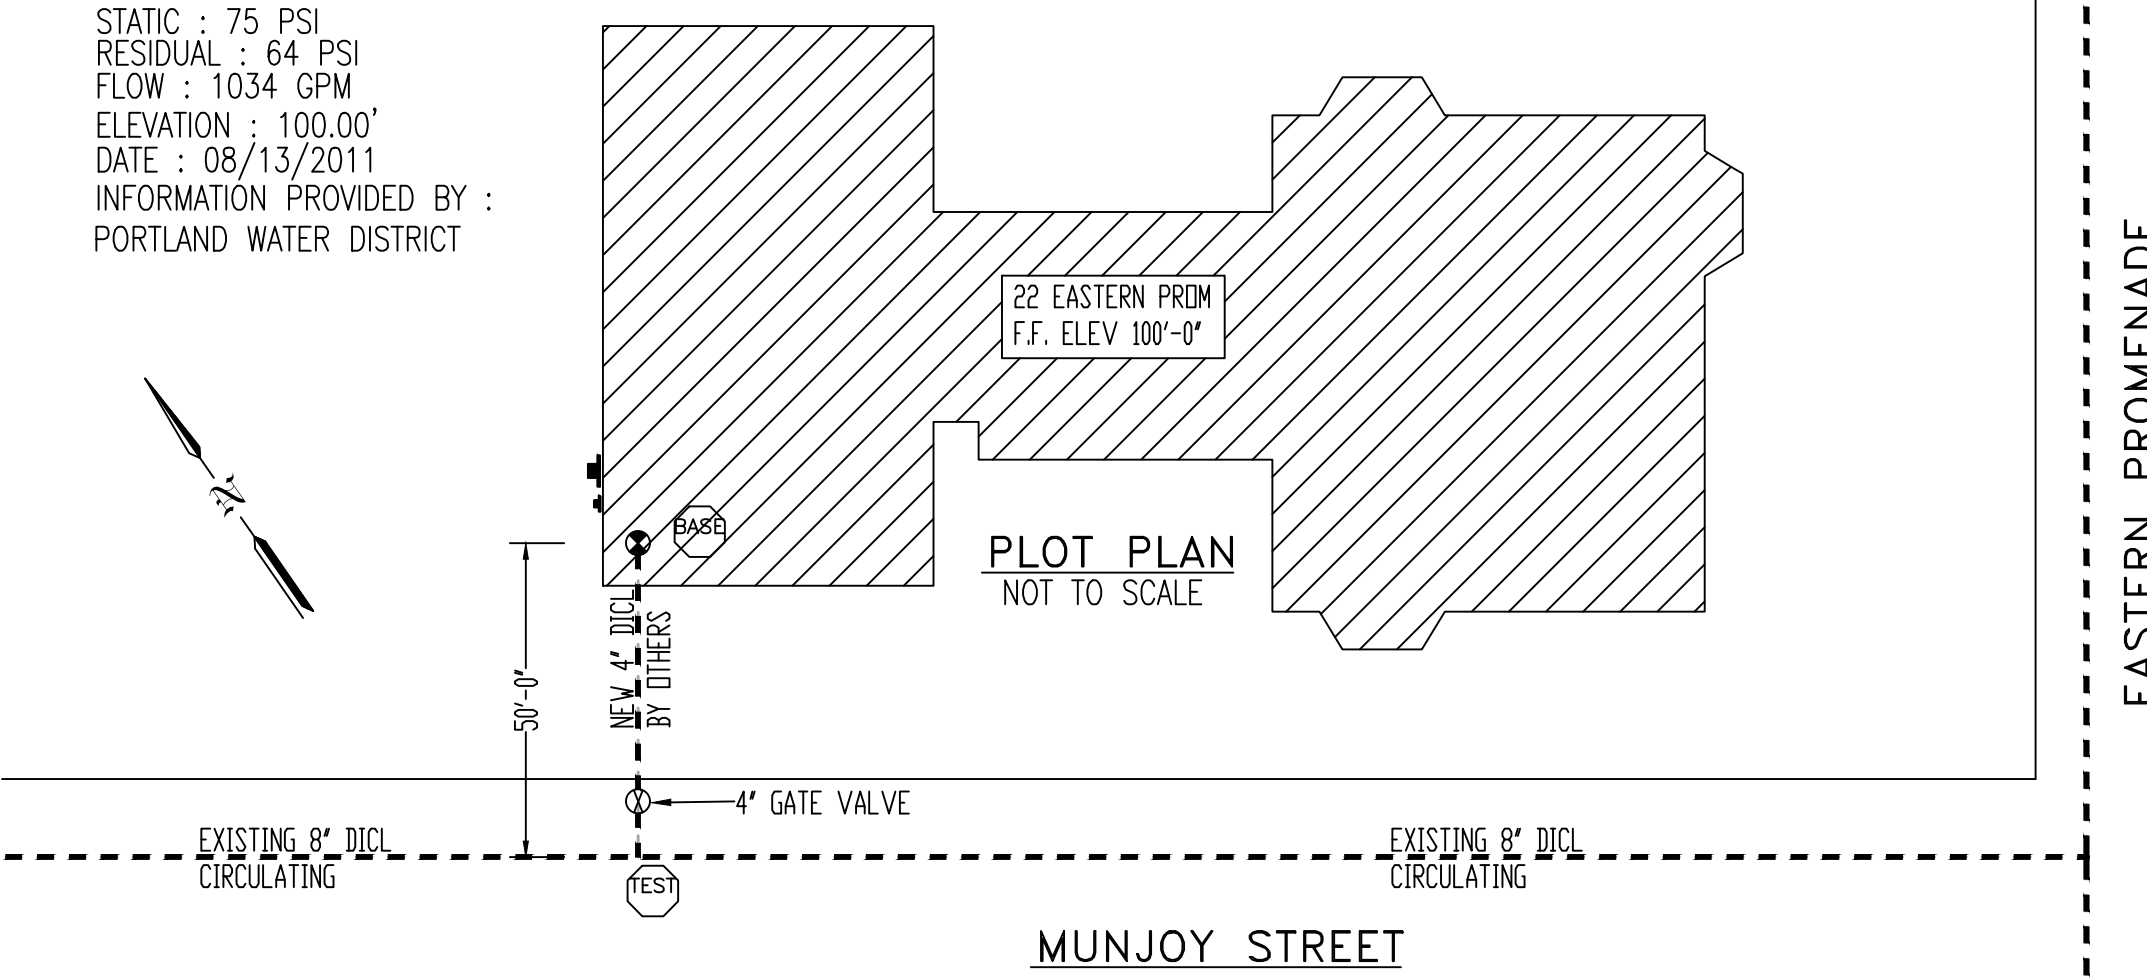 STATIC : 75 PSI
RESIDUAL : 64 PSI
FLOW : 1034 GPM
ELEVATION : 100.00'
DATE : 08/13/2011
INFORMATION PROVIDED BY :
PORTLAND WATER DISTRICT
22 EASTERN PROM
F.F. ELEV 100'-0"
N
BASE
PLOT PLAN
NOT TO SCALE
NEW 4" DICL
BY OTHERS
50'-0"
4" GATE VALVE
EXISTING 8" DICL
CIRCULATING
EXISTING 8" DICL
CIRCULATING
TEST
MUNJOY STREET
EASTERN PROMENADE